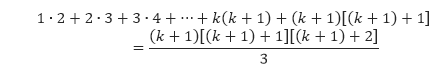 1 · 2 + 2 · 3 + 3 · 4 + ⋯ + k(k + 1) + (k + 1)[(k + 1) + 1]
= (k + 1)[(k + 1) + 1][(k + 1) + 2]
3